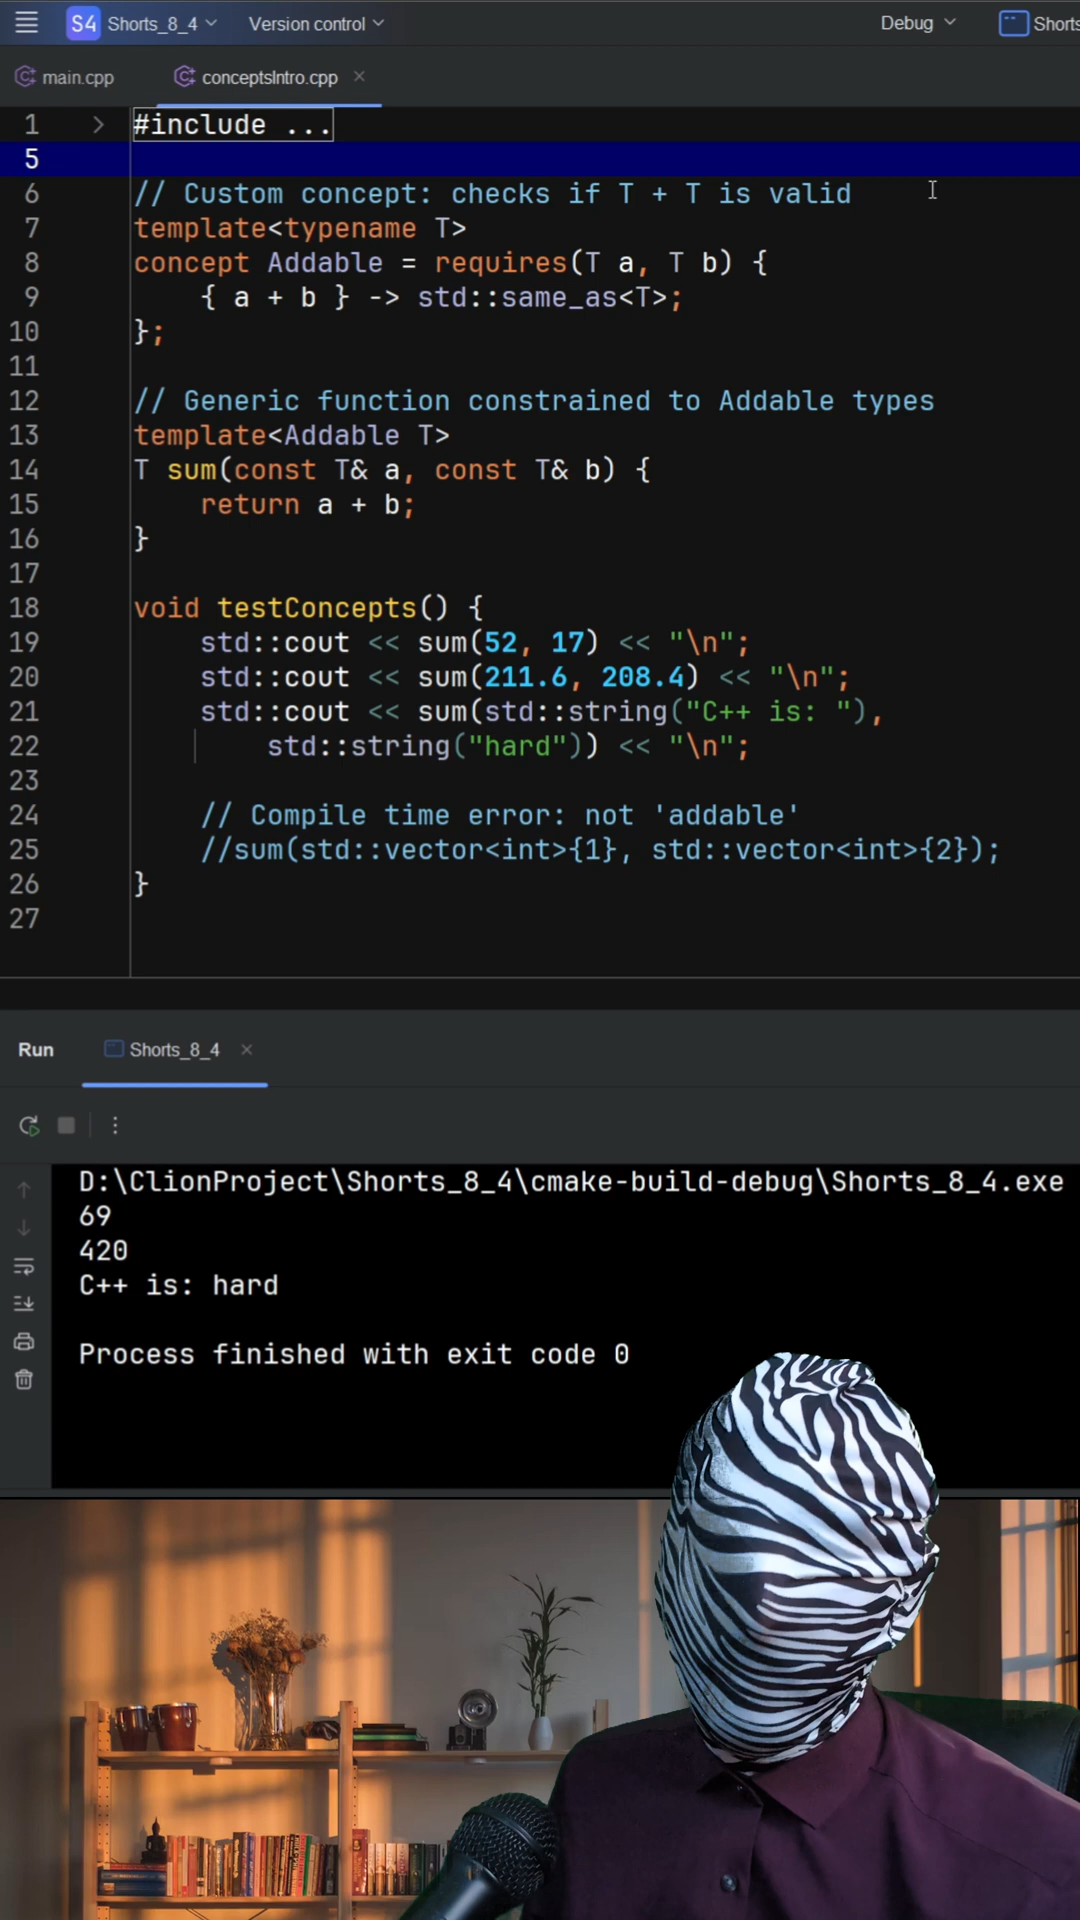 S4 Shorts_8_4 Version control Debug Shorts
main.cpp conceptsIntro.cpp
1 #include ...
5
6 // Custom concept: checks if T + T is valid
7 template<typename T>
8 concept Addable = requires(T a, T b) {
9 { a + b } -> std::same_as<T>;
10 };
11
12 // Generic function constrained to Addable types
13 template<Addable T>
14 T sum(const T& a, const T& b) {
15 return a + b;
16 }
17
18 void testConcepts() {
19 std::cout << sum(52, 17) << "\n";
20 std::cout << sum(211.6, 208.4) << "\n";
21 std::cout << sum(std::string("C++ is: "),
22 std::string("hard")) << "\n";
23
24 // Compile time error: not 'addable'
25 //sum(std::vector<int>{1}, std::vector<int>{2});
26 }
27
Run Shorts_8_4
D:\ClionProject\Shorts_8_4\cmake-build-debug\Shorts_8_4.exe
69
420
C++ is: hard
Process finished with exit code 0